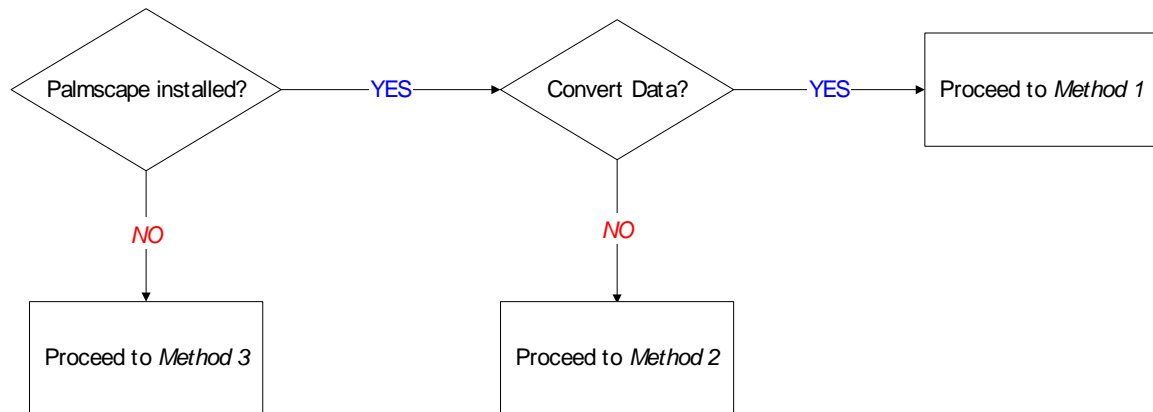 Palmscape installed?
YES
Convert Data?
YES
Proceed to Method 1
NO
NO
Proceed to Method 3
Proceed to Method 2